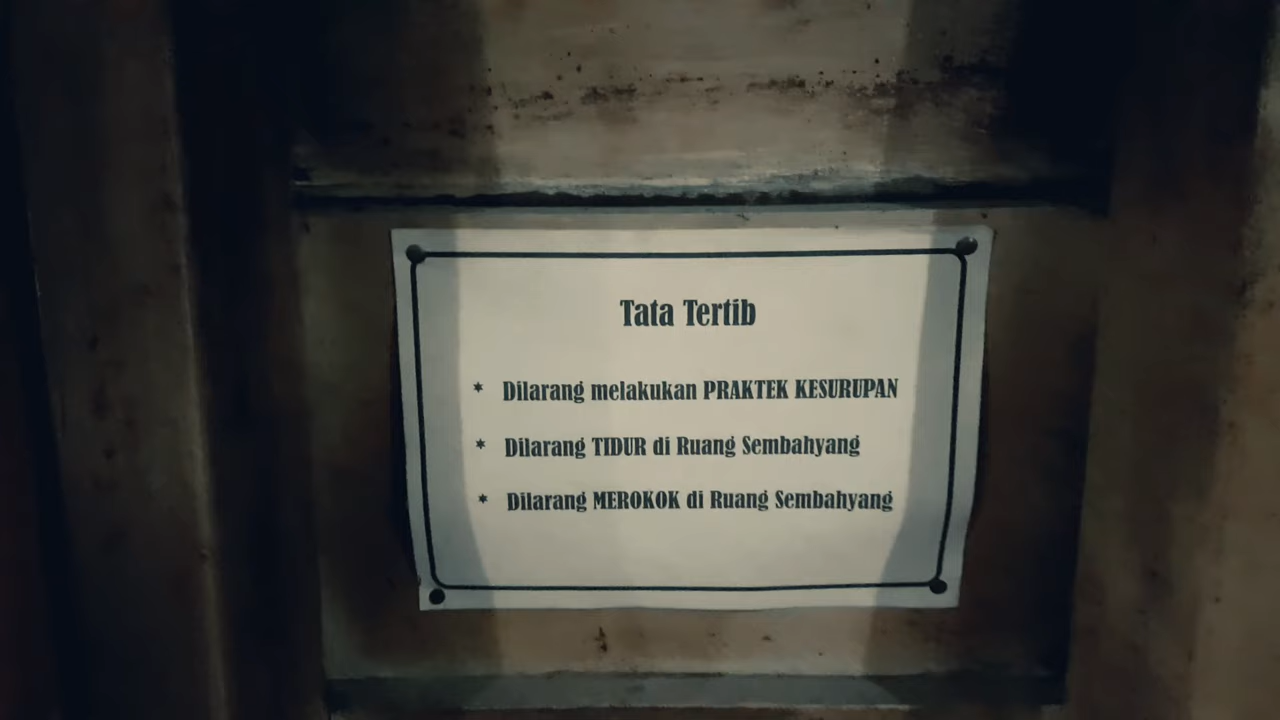 Tata Tertib
* Dilarang melakukan PRAKTEK KESURUPAN
* Dilarang TIDUR di Ruang Sembahyang
* Dilarang MEROKOK di Ruang Sembahyang